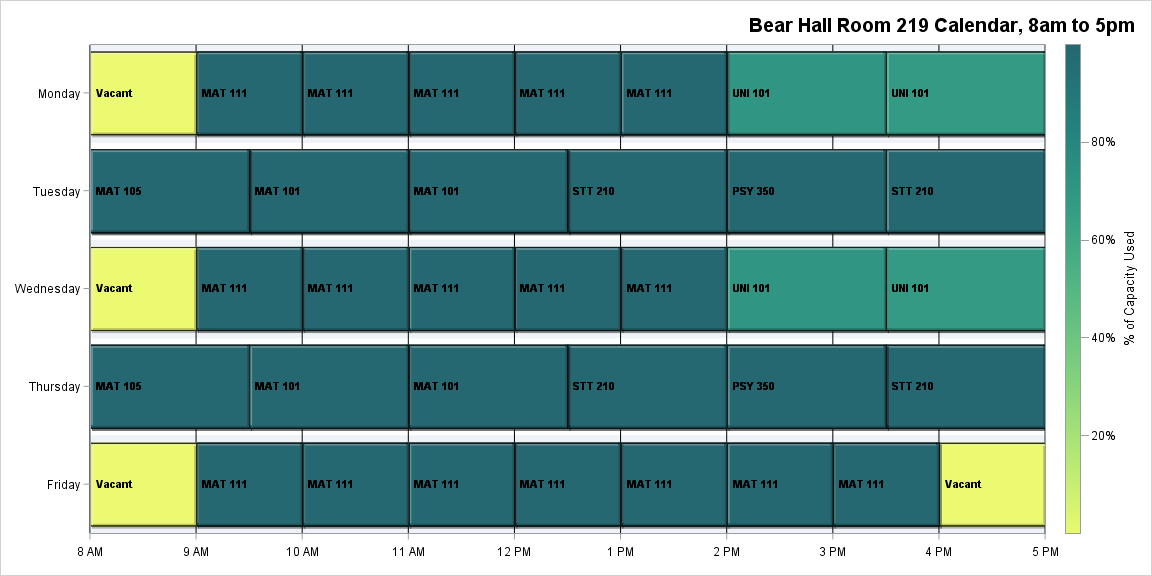 Bear Hall Room 219 Calendar, 8am to 5pm
Monday
Vacant
MAT 111
MAT 111
MAT 111
MAT 111
MAT 111
UNI 101
UNI 101
Tuesday
MAT 105
MAT 101
MAT 101
STT 210
PSY 350
STT 210
Wednesday
Vacant
MAT 111
MAT 111
MAT 111
MAT 111
MAT 111
UNI 101
UNI 101
Thursday
MAT 105
MAT 101
MAT 101
STT 210
PSY 350
STT 210
Friday
Vacant
MAT 111
MAT 111
MAT 111
MAT 111
MAT 111
MAT 111
MAT 111
Vacant
8 AM
9 AM
10 AM
11 AM
12 PM
1 PM
2 PM
3 PM
4 PM
5 PM
80%
60%
40%
20%
% of Capacity Used